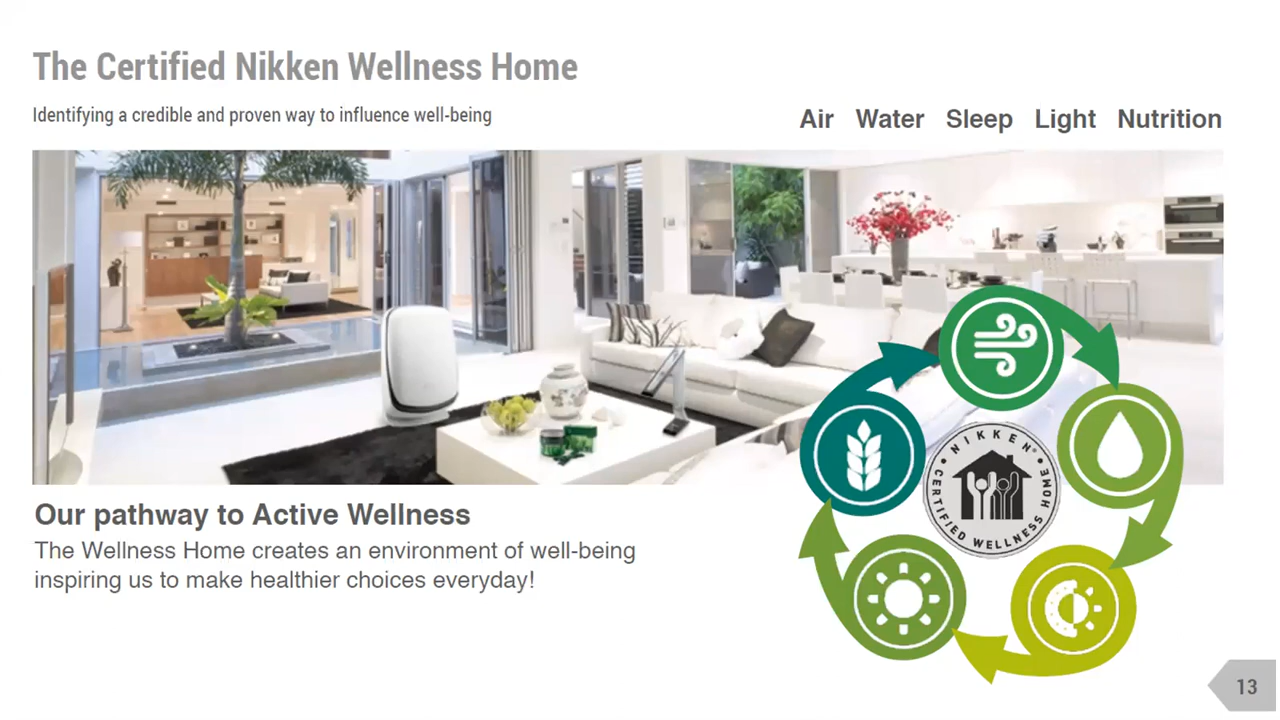 The Certified Nikken Wellness Home
Identifying a credible and proven way to influence well-being
Air Water Sleep Light Nutrition
NIKKEN®
CERTIFIED WELLNESS HOME
Our pathway to Active Wellness
The Wellness Home creates an environment of well-being
inspiring us to make healthier choices everyday!
13